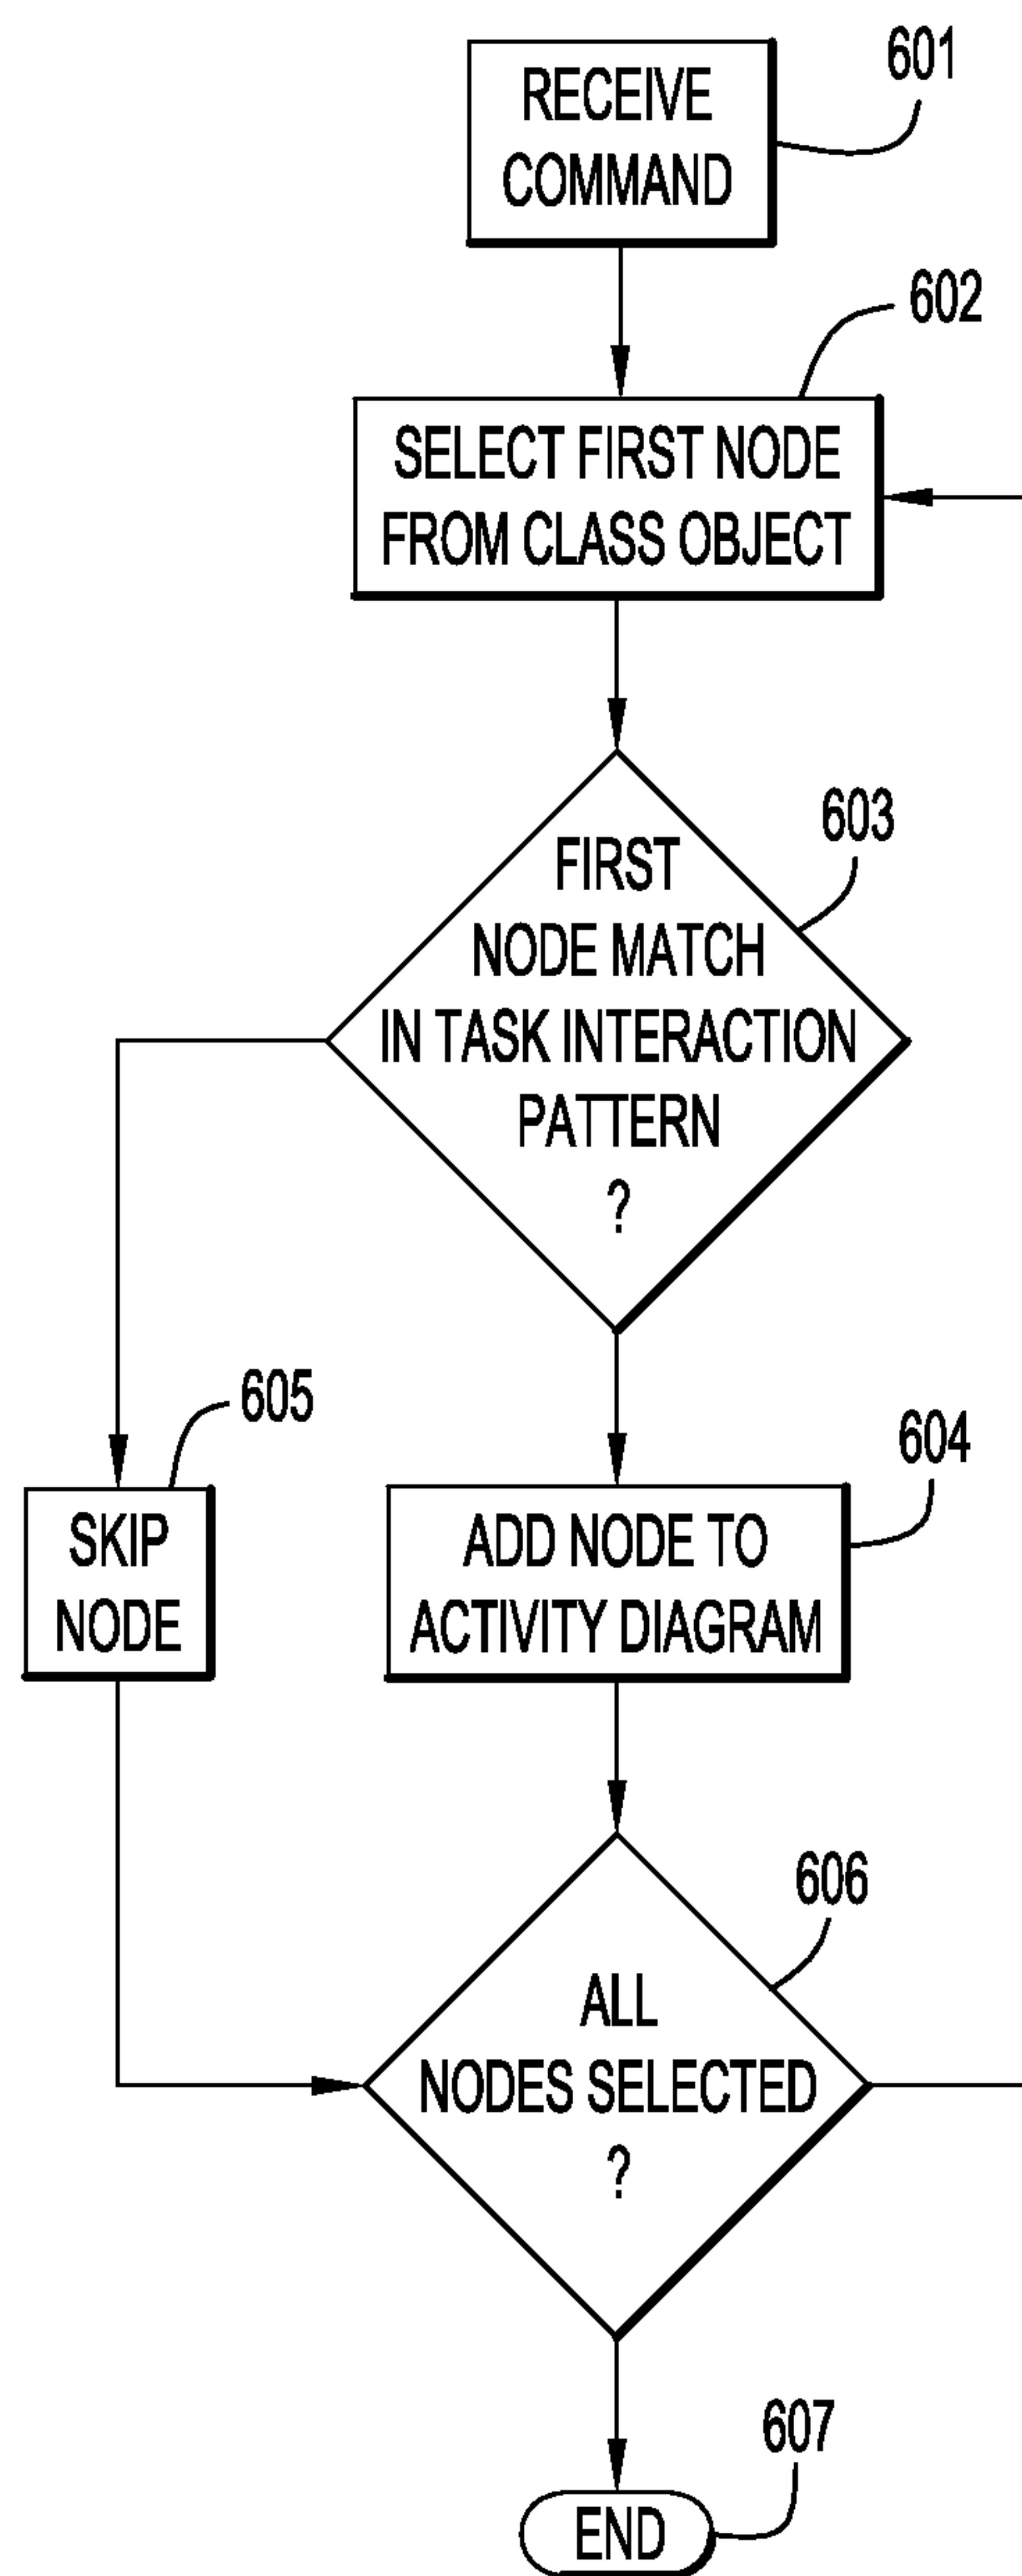 601
RECEIVE
COMMAND
602
SELECT FIRST NODE
FROM CLASS OBJECT
603
FIRST
NODE MATCH
IN TASK INTERACTION
PATTERN
?
605
SKIP
NODE
604
ADD NODE TO
ACTIVITY DIAGRAM
606
ALL
NODES SELECTED
?
607
END